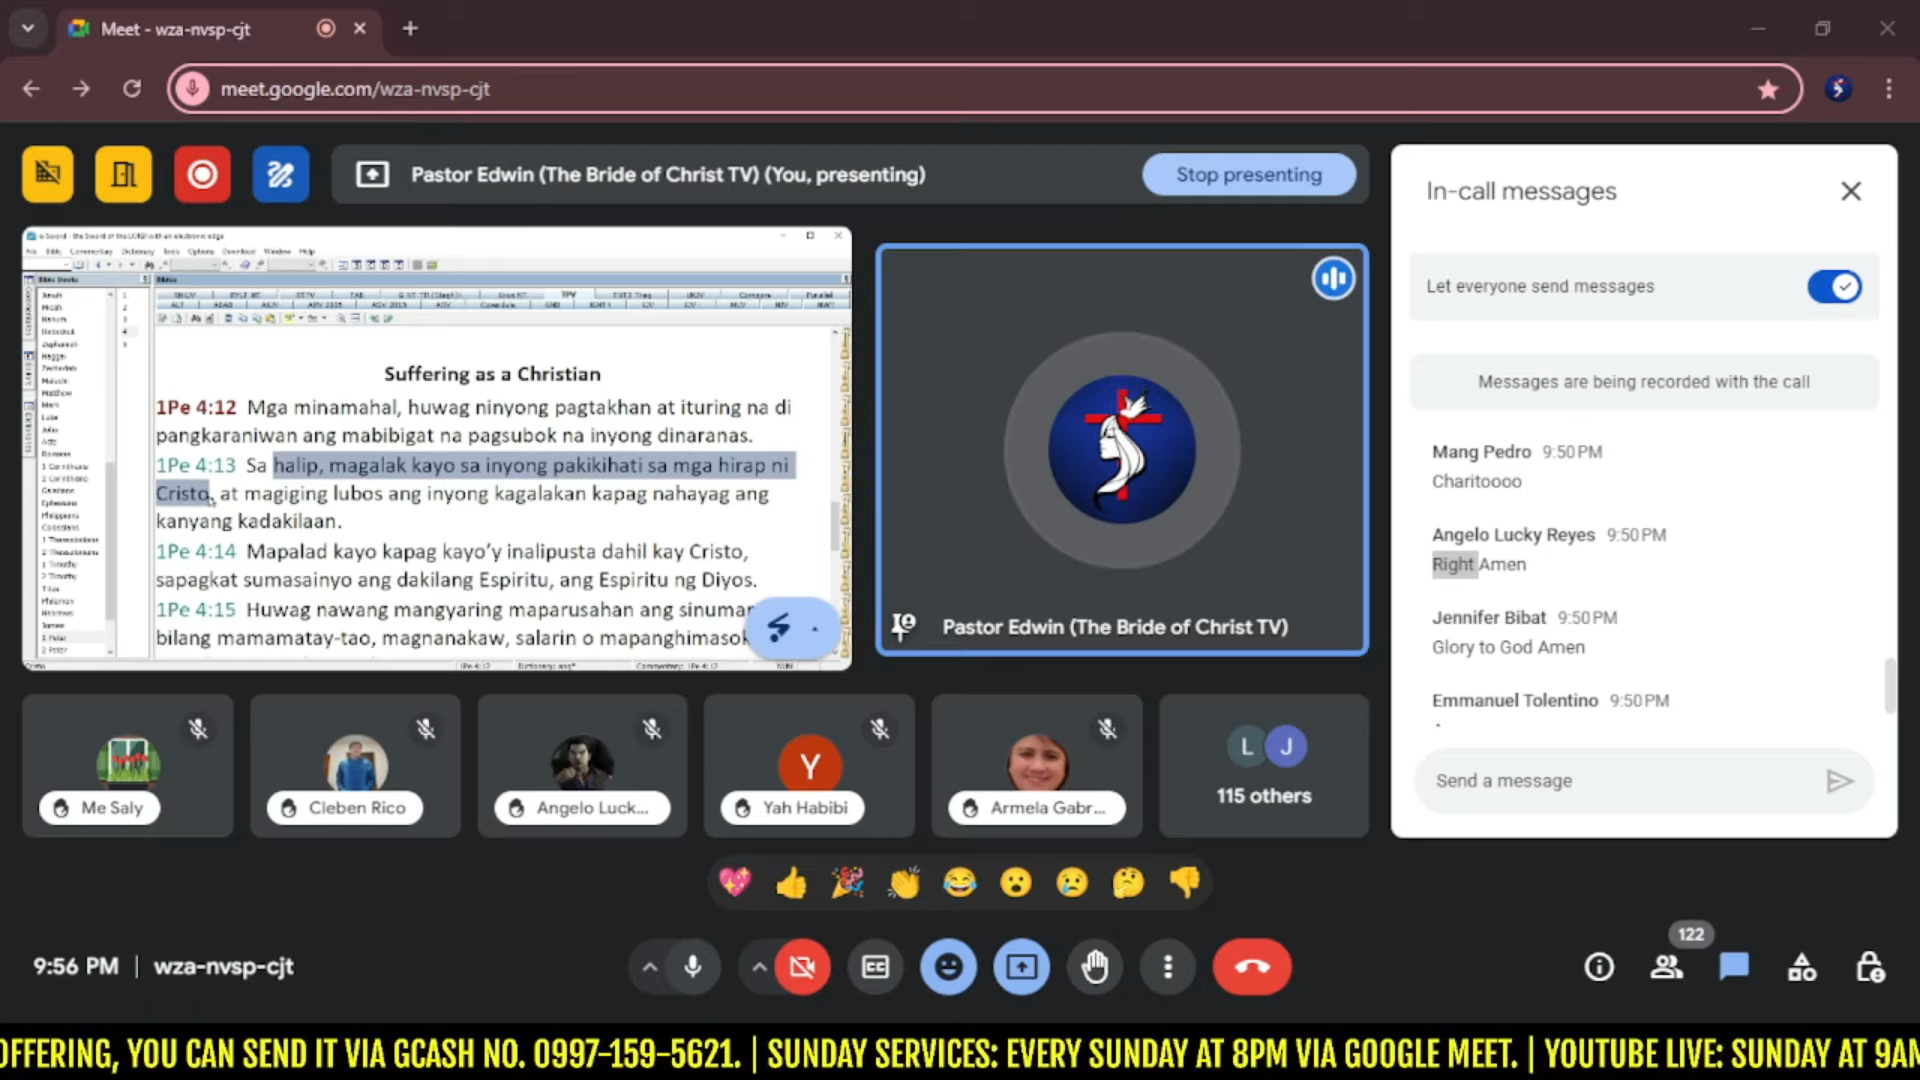 Meet - wza-nvsp-cjt
meet.google.com/wza-nvsp-cjt
Pastor Edwin (The Bride of Christ TV) (You, presenting)
Stop presenting
e-Sword - the Sword of the LORD with an electronic edge
Suffering as a Christian
1Pe 4:12 Mga minamahal, huwag ninyong pagtakhan at ituring na di
pangkaraniwan ang mabibigat na pagsubok na inyong dinaranas.
1Pe 4:13 Sa halip, magalak kayo sa inyong pakikihati sa mga hirap ni
Cristo, at magiging lubos ang inyong kagalakan kapag nahayag ang
kanyang kadakilaan.
1Pe 4:14 Mapalad kayo kapag kayo'y inalipusta dahil kay Cristo,
sapagkat sumasainyo ang dakilang Espiritu, ang Espiritu ng Diyos.
1Pe 4:15 Huwag nawang mangyaring maparusahan ang sinuman
bilang mamamatay-tao, magnanakaw, salarin o mapanghimasok
Pastor Edwin (The Bride of Christ TV)
In-call messages
Let everyone send messages
Messages are being recorded with the call
Mang Pedro 9:50 PM
Charitoooo
Angelo Lucky Reyes 9:50 PM
Right Amen
Jennifer Bibat 9:50 PM
Glory to God Amen
Emmanuel Tolentino 9:50 PM
Send a message
Me Saly
Cleben Rico
Angelo Luck...
Y
Yah Habibi
Armela Gabr...
L J
115 others
9:56 PM | wza-nvsp-cjt
122
OFFERING, YOU CAN SEND IT VIA GCASH NO. 0997-159-5621. | SUNDAY SERVICES: EVERY SUNDAY AT 8PM VIA GOOGLE MEET. | YOUTUBE LIVE: SUNDAY AT 9AM